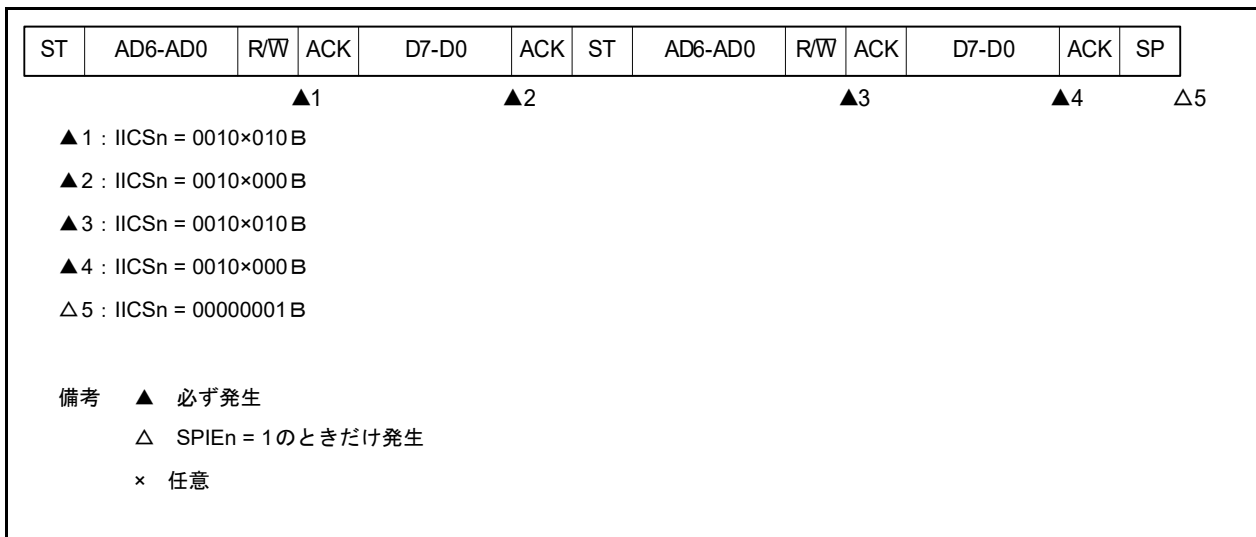 ST AD6-AD0 R/W̅ ACK D7-D0 ACK ST AD6-AD0 R/W̅ ACK D7-D0 ACK SP
▲1 ▲2 ▲3 ▲4 △5
▲1：IICSn = 0010×010B
▲2：IICSn = 0010×000B
▲3：IICSn = 0010×010B
▲4：IICSn = 0010×000B
△5：IICSn = 00000001B
備考 ▲ 必ず発生
△ SPIEn = 1のときだけ発生
× 任意